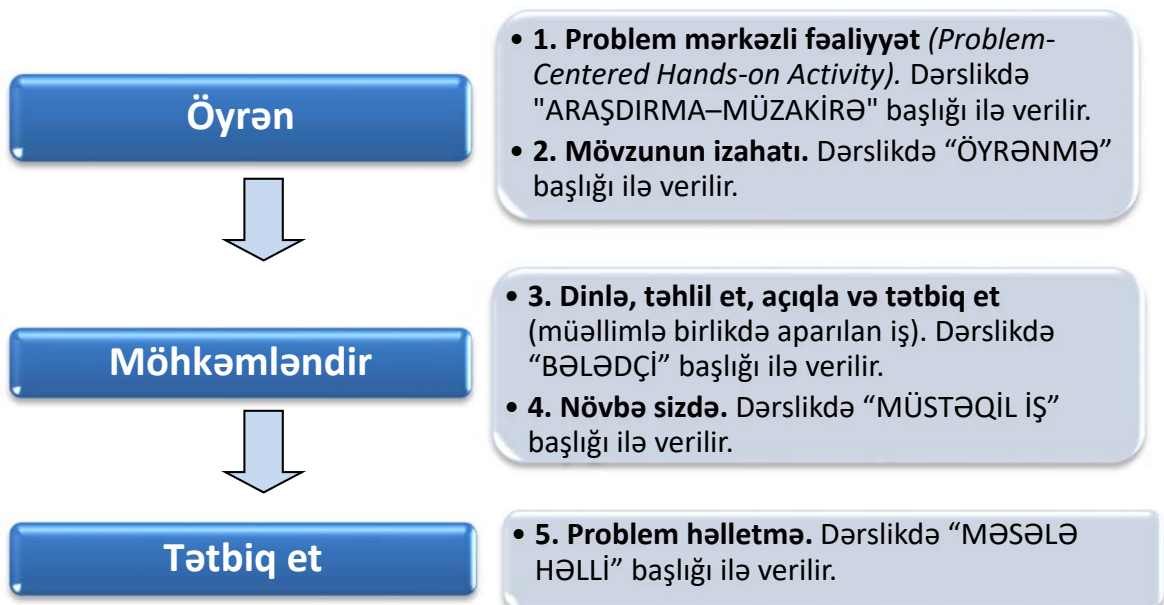 Öyrən
• 1. Problem mərkəzli fəaliyyət (Problem-
Centered Hands-on Activity). Dərslikdə
"ARAŞDIRMA–MÜZAKİRƏ" başlığı ilə verilir.
• 2. Mövzunun izahatı. Dərslikdə “ÖYRƏNMƏ”
başlığı ilə verilir.
Möhkəmləndir
• 3. Dinlə, təhlil et, açıqla və tətbiq et
(müəllimlə birlikdə aparılan iş). Dərslikdə
“BƏLƏDÇİ” başlığı ilə verilir.
• 4. Növbə sizdə. Dərslikdə “MÜSTƏQİL İŞ”
başlığı ilə verilir.
Tətbiq et
• 5. Problem həlletmə. Dərslikdə “MƏSƏLƏ
HƏLLİ” başlığı ilə verilir.